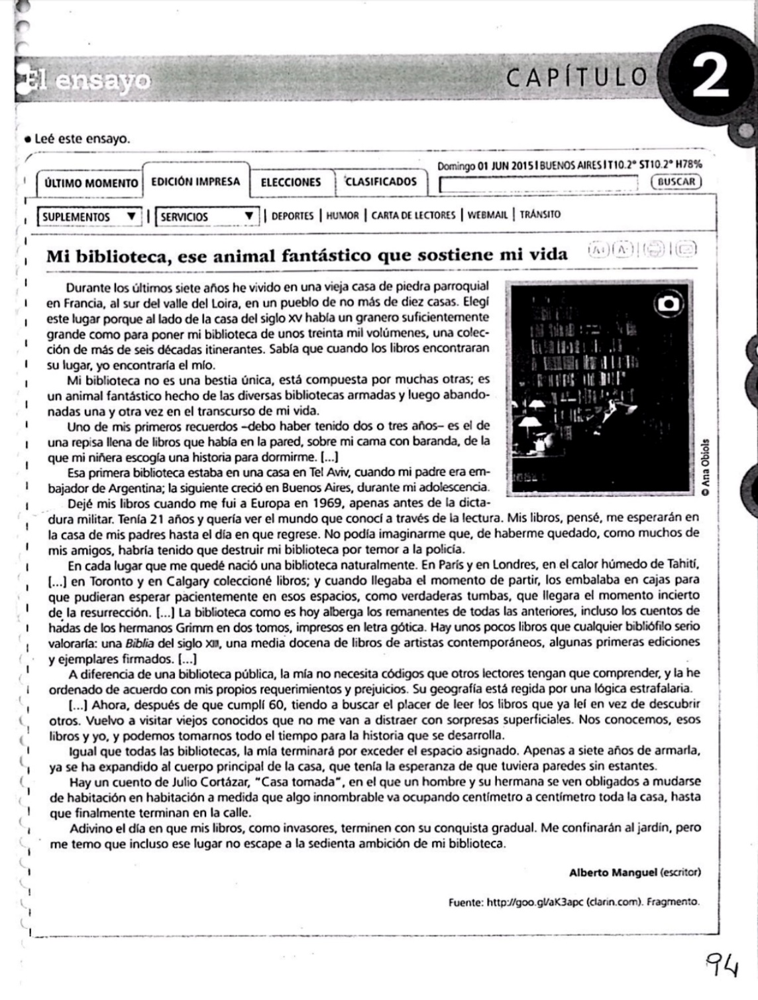 El ensayo
CAPÍTULO 2
• Leé este ensayo.
Domingo 01 JUN 2015 I BUENOS AIRES I T10.2° ST10.2° H78%
ÚLTIMO MOMENTO EDICIÓN IMPRESA ELECCIONES CLASIFICADOS BUSCAR
SUPLEMENTOS ▼ | SERVICIOS ▼ | DEPORTES | HUMOR | CARTA DE LECTORES | WEBMAIL | TRÁNSITO
Mi biblioteca, ese animal fantástico que sostiene mi vida
A+ A-
Durante los últimos siete años he vivido en una vieja casa de piedra parroquial
en Francia, al sur del valle del Loira, en un pueblo de no más de diez casas. Elegí
este lugar porque al lado de la casa del siglo XV había un granero suficientemente
grande como para poner mi biblioteca de unos treinta mil volúmenes, una colec-
ción de más de seis décadas itinerantes. Sabía que cuando los libros encontraran
su lugar, yo encontraría el mío.
Mi biblioteca no es una bestia única, está compuesta por muchas otras; es
un animal fantástico hecho de las diversas bibliotecas armadas y luego abando-
nadas una y otra vez en el transcurso de mi vida.
Uno de mis primeros recuerdos –debo haber tenido dos o tres años– es el de
una repisa llena de libros que había en la pared, sobre mi cama con baranda, de la
que mi niñera escogía una historia para dormirme. [...]
Esa primera biblioteca estaba en una casa en Tel Aviv, cuando mi padre era em-
bajador de Argentina; la siguiente creció en Buenos Aires, durante mi adolescencia.
© Ana Obiols
Dejé mis libros cuando me fui a Europa en 1969, apenas antes de la dicta-
dura militar. Tenía 21 años y quería ver el mundo que conocí a través de la lectura. Mis libros, pensé, me esperarán en
la casa de mis padres hasta el día en que regrese. No podía imaginarme que, de haberme quedado, como muchos de
mis amigos, habría tenido que destruir mi biblioteca por temor a la policía.
En cada lugar que me quedé nació una biblioteca naturalmente. En París y en Londres, en el calor húmedo de Tahití,
[...] en Toronto y en Calgary coleccioné libros; y cuando llegaba el momento de partir, los embalaba en cajas para
que pudieran esperar pacientemente en esos espacios, como verdaderas tumbas, que llegara el momento incierto
de la resurrección. [...] La biblioteca como es hoy alberga los remanentes de todas las anteriores, incluso los cuentos de
hadas de los hermanos Grimm en dos tomos, impresos en letra gótica. Hay unos pocos libros que cualquier bibliófilo serio
valoraría: una Biblia del siglo XIII, una media docena de libros de artistas contemporáneos, algunas primeras ediciones
y ejemplares firmados. [...]
A diferencia de una biblioteca pública, la mía no necesita códigos que otros lectores tengan que comprender, y la he
ordenado de acuerdo con mis propios requerimientos y prejuicios. Su geografía está regida por una lógica estrafalaria.
[...] Ahora, después de que cumplí 60, tiendo a buscar el placer de leer los libros que ya leí en vez de descubrir
otros. Vuelvo a visitar viejos conocidos que no me van a distraer con sorpresas superficiales. Nos conocemos, esos
libros y yo, y podemos tomarnos todo el tiempo para la historia que se desarrolla.
Igual que todas las bibliotecas, la mía terminará por exceder el espacio asignado. Apenas a siete años de armarla,
ya se ha expandido al cuerpo principal de la casa, que tenía la esperanza de que tuviera paredes sin estantes.
Hay un cuento de Julio Cortázar, "Casa tomada", en el que un hombre y su hermana se ven obligados a mudarse
de habitación en habitación a medida que algo innombrable va ocupando centímetro a centímetro toda la casa, hasta
que finalmente terminan en la calle.
Adivino el día en que mis libros, como invasores, terminen con su conquista gradual. Me confinarán al jardín, pero
me temo que incluso ese lugar no escape a la sedienta ambición de mi biblioteca.
Alberto Manguel (escritor)
Fuente: http://goo.gl/aK3apc (clarin.com). Fragmento.
94